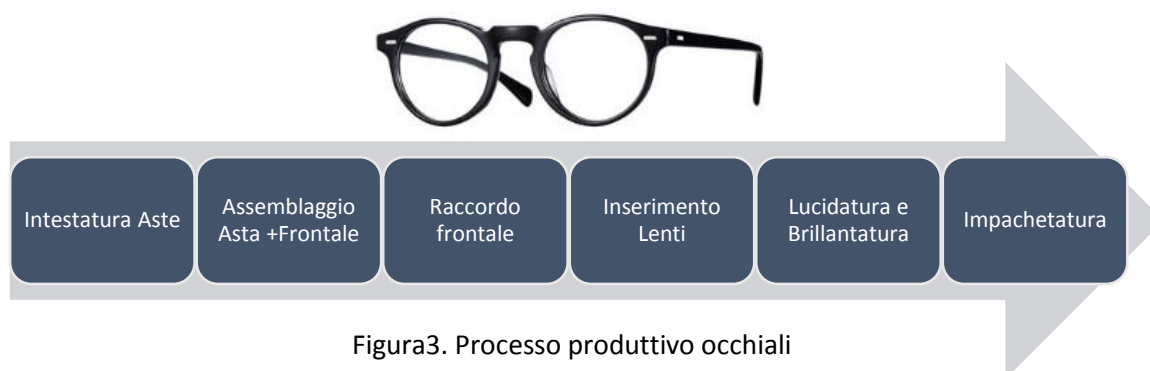 Intestatura Aste
Assemblaggio
Asta +Frontale
Raccordo
frontale
Inserimento
Lenti
Lucidatura e
Brillantatura
Impachetatura
Figura3. Processo produttivo occhiali